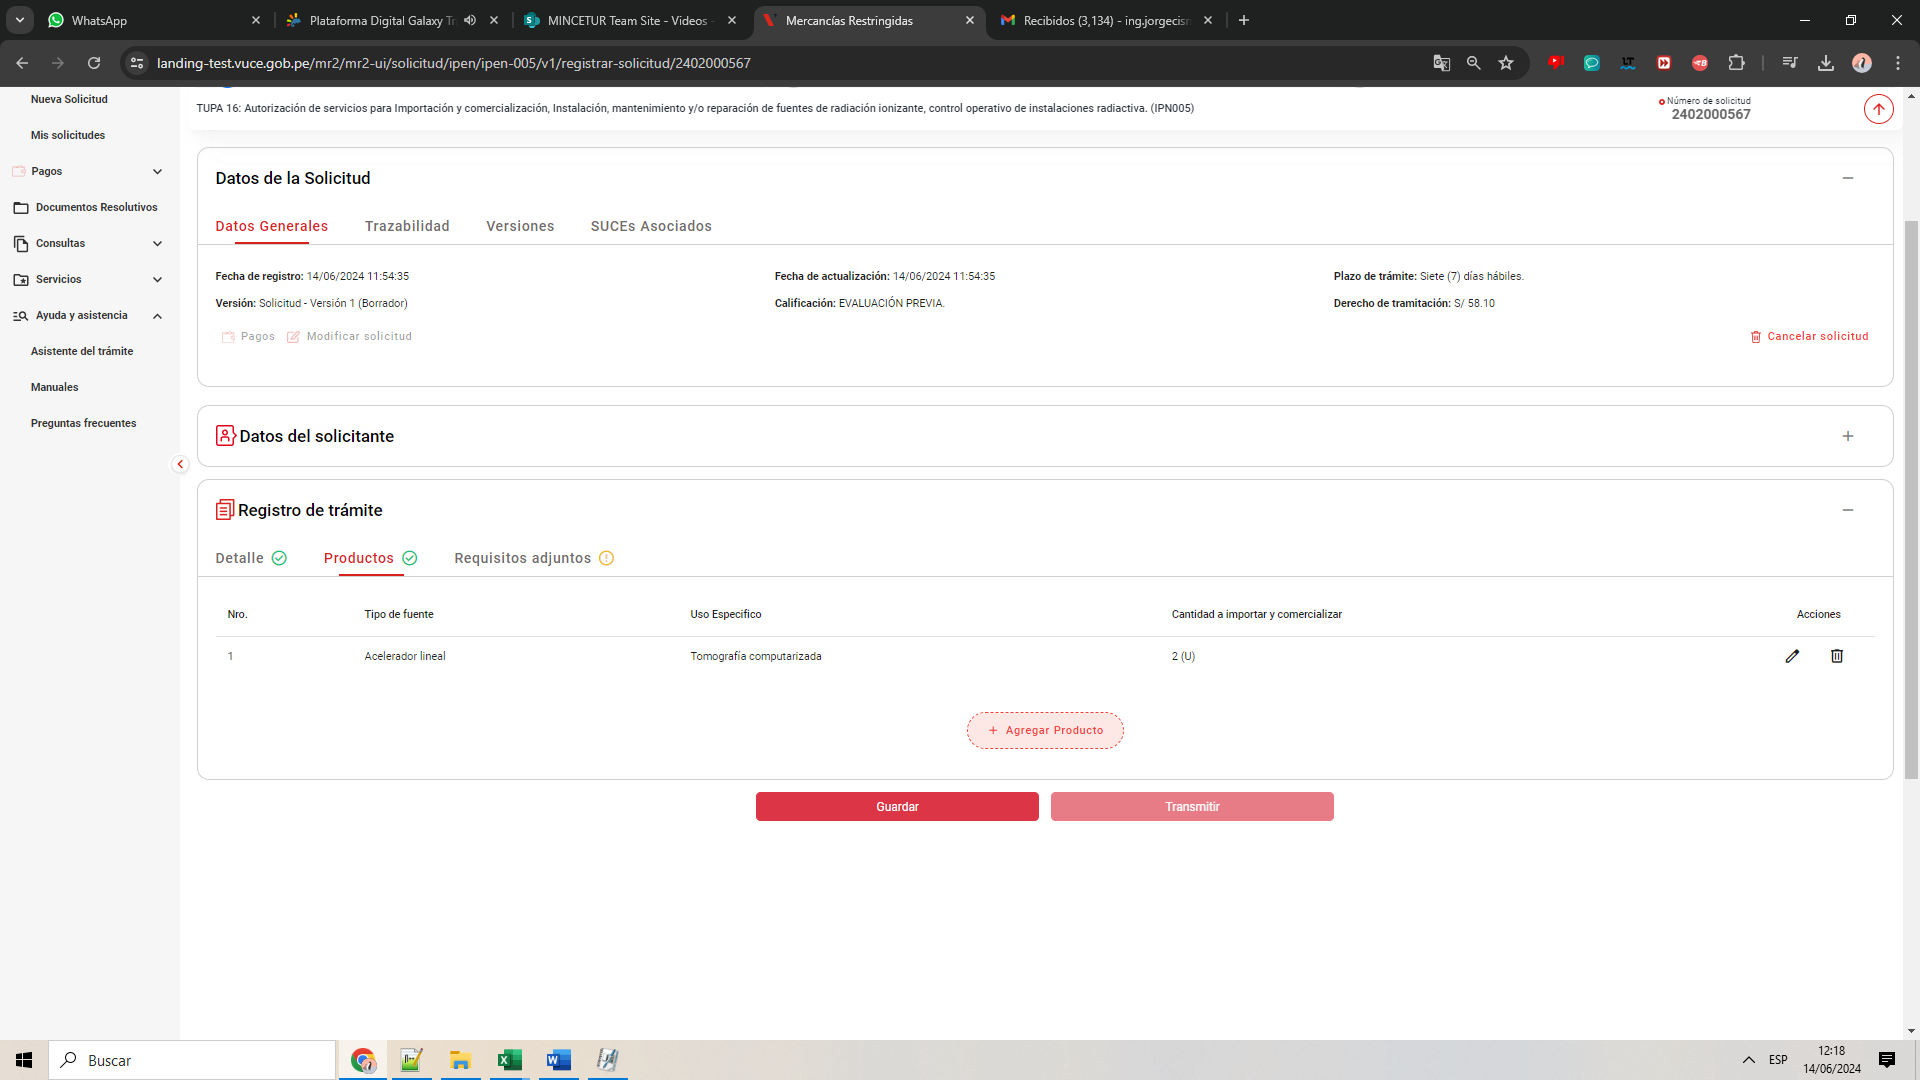 WhatsApp
Plataforma Digital Galaxy Tr
MINCETUR Team Site - Videos -
Mercancías Restringidas
Recibidos (3,134) - ing.jorgecisn
landing-test.vuce.gob.pe/mr2/mr2-ui/solicitud/ipen/ipen-005/v1/registrar-solicitud/2402000567
Nueva Solicitud
Mis solicitudes
Pagos
Documentos Resolutivos
Consultas
Servicios
Ayuda y asistencia
Asistente del trámite
Manuales
Preguntas frecuentes
TUPA 16: Autorización de servicios para Importación y comercialización, Instalación, mantenimiento y/o reparación de fuentes de radiación ionizante, control operativo de instalaciones radiactiva. (IPN005)
Número de solicitud
2402000567
Datos de la Solicitud
Datos Generales Trazabilidad Versiones SUCEs Asociados
Fecha de registro: 14/06/2024 11:54:35 Fecha de actualización: 14/06/2024 11:54:35 Plazo de trámite: Siete (7) días hábiles.
Versión: Solicitud - Versión 1 (Borrador) Calificación: EVALUACIÓN PREVIA. Derecho de tramitación: S/ 58.10
Pagos Modificar solicitud Cancelar solicitud
Datos del solicitante
Registro de trámite
Detalle Productos Requisitos adjuntos
Nro. Tipo de fuente Uso Especifico Cantidad a importar y comercializar Acciones
1 Acelerador lineal Tomografía computarizada 2 (U)
+ Agregar Producto
Guardar Transmitir
Buscar
ESP
12:18
14/06/2024